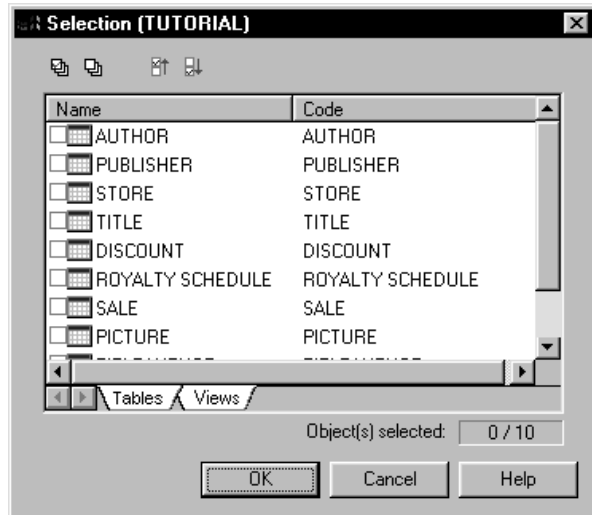 Selection (TUTORIAL)
Name Code
AUTHOR AUTHOR
PUBLISHER PUBLISHER
STORE STORE
TITLE TITLE
DISCOUNT DISCOUNT
ROYALTY SCHEDULE ROYALTY SCHEDULE
SALE SALE
PICTURE PICTURE
Tables Views
Object(s) selected: 0 / 10
OK Cancel Help